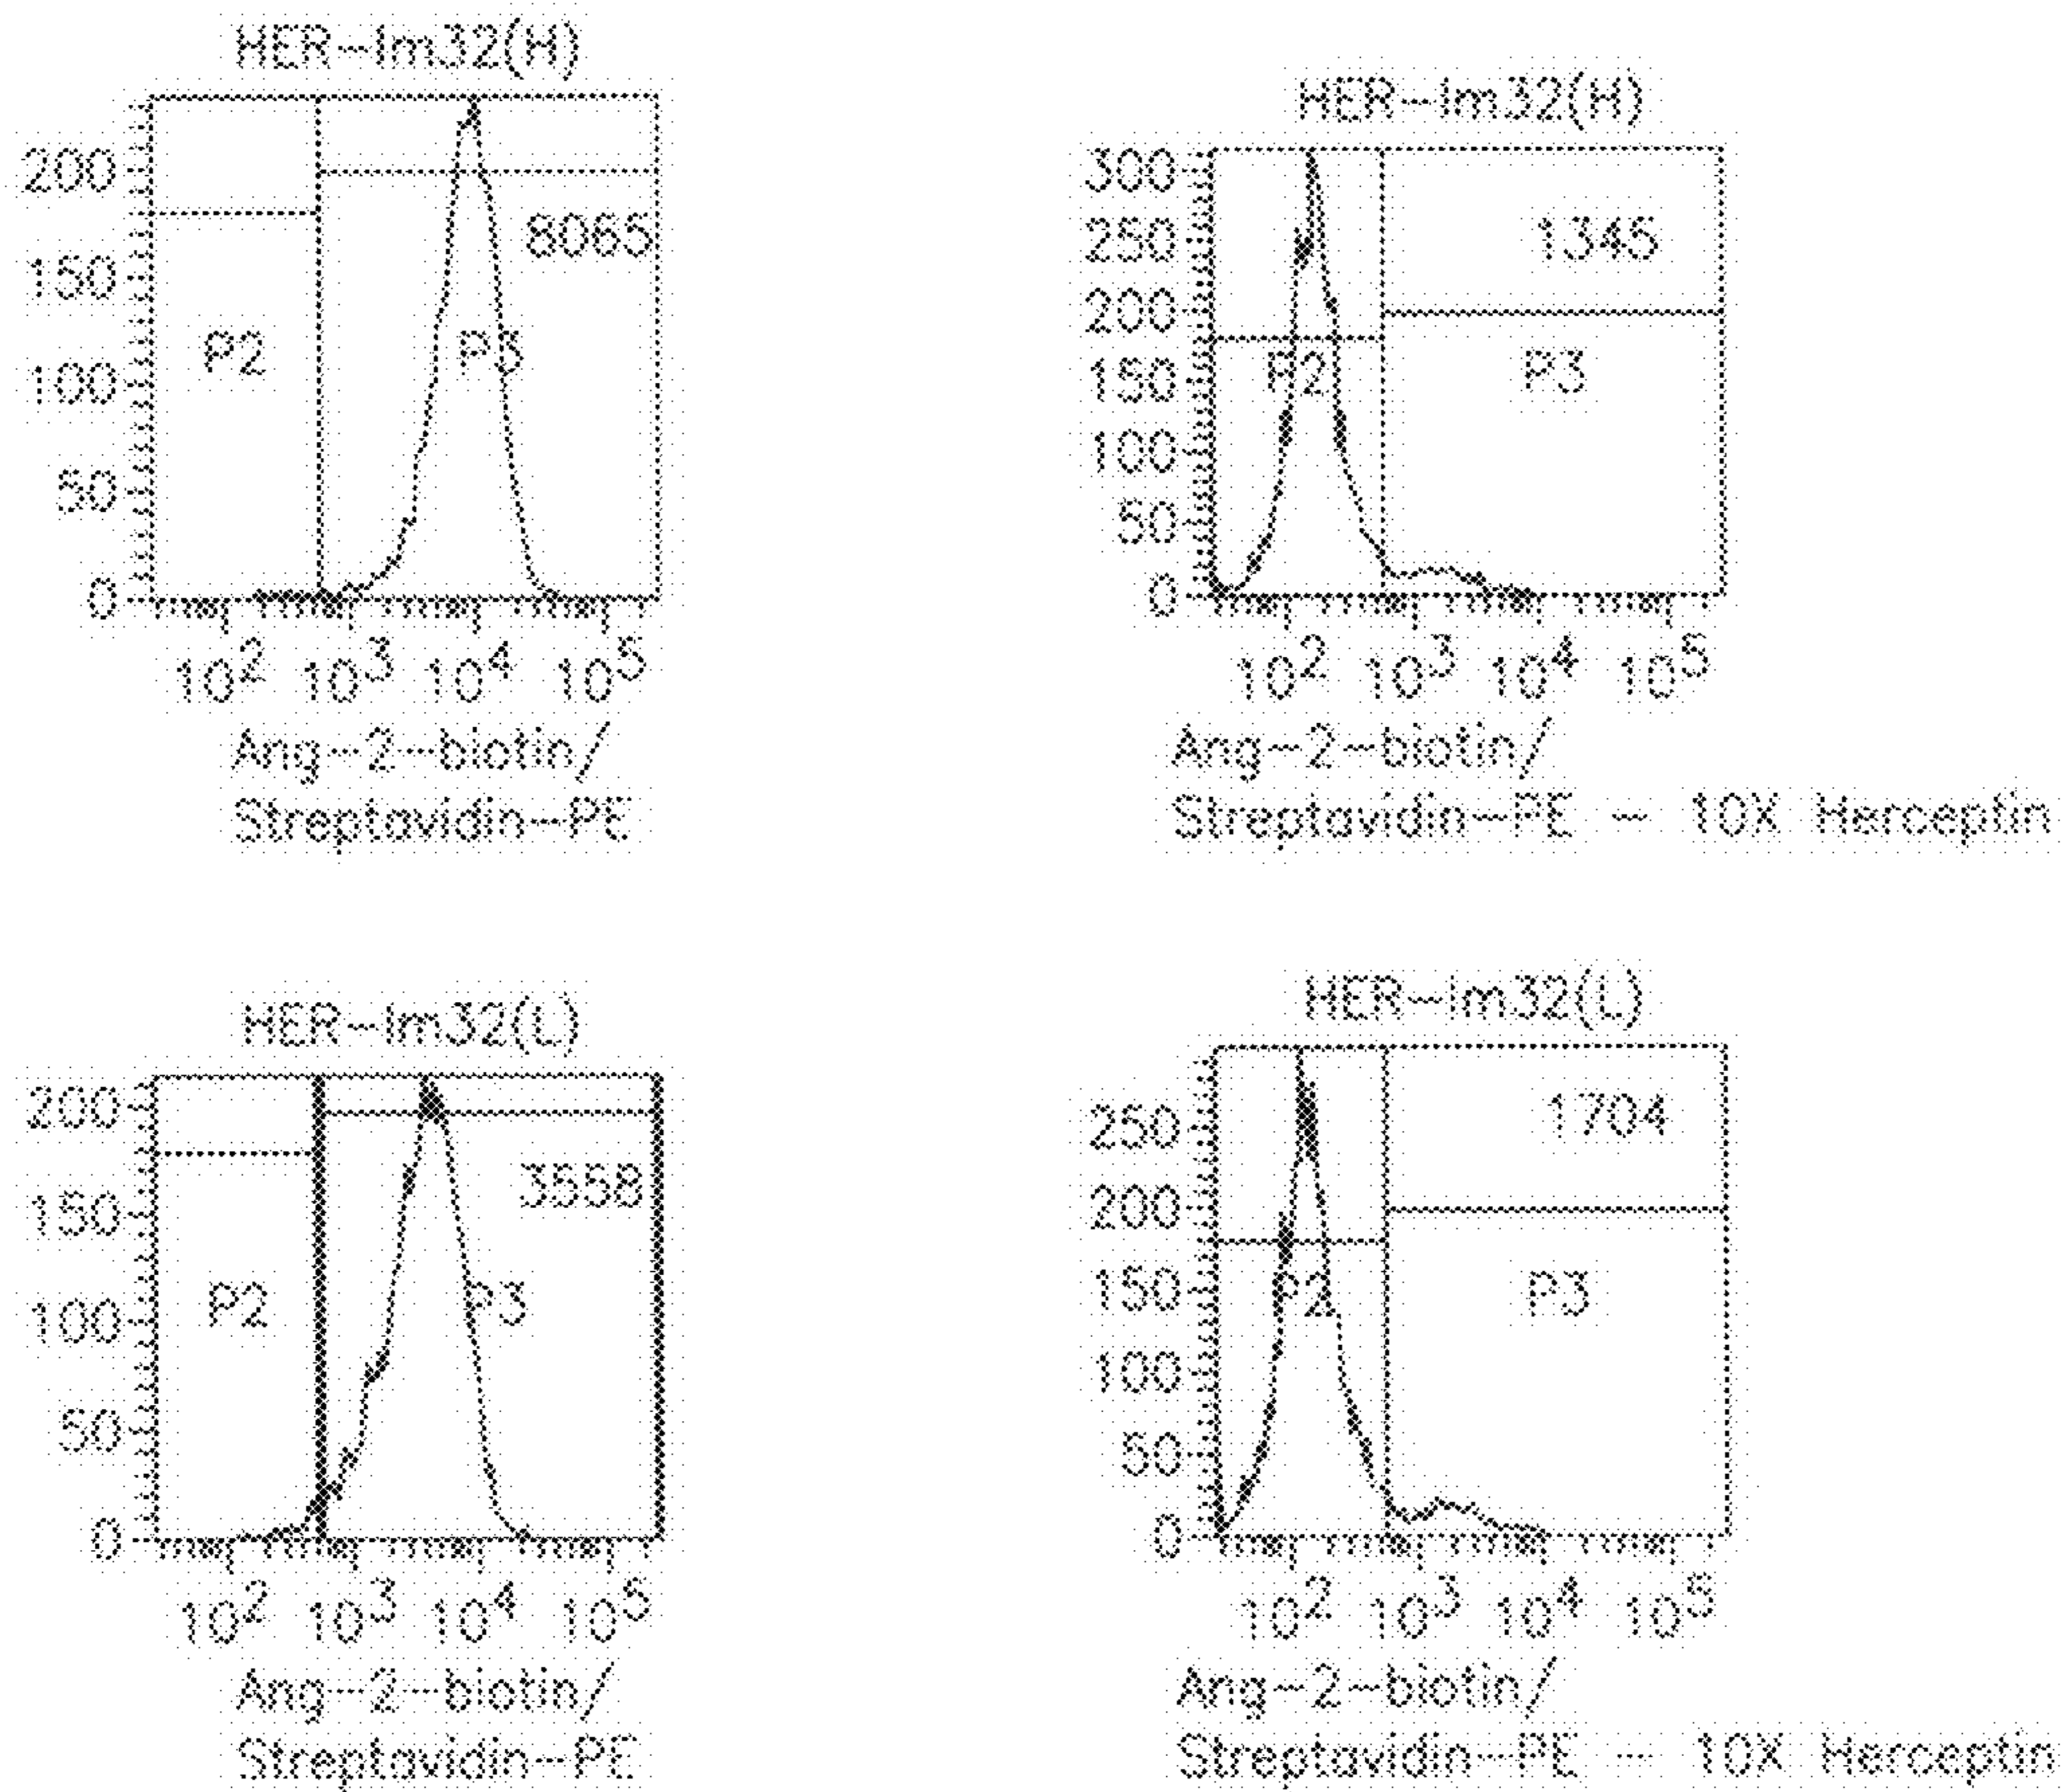 HER-Im32(H)
200
150
100
50
0
8065
P2
P3
10^2 10^3 10^4 10^5
Ang-2-biotin/
Streptavidin-PE
HER-Im32(H)
300
250
200
150
100
50
0
1345
P2
P3
10^2 10^3 10^4 10^5
Ang-2-biotin/
Streptavidin-PE - 10X Herceptin
HER-Im32(L)
200
150
100
50
0
3558
P2
P3
10^2 10^3 10^4 10^5
Ang-2-biotin/
Streptavidin-PE
HER-Im32(L)
250
200
150
100
50
0
1704
P2
P3
10^2 10^3 10^4 10^5
Ang-2-biotin/
Streptavidin-PE - 10X Herceptin